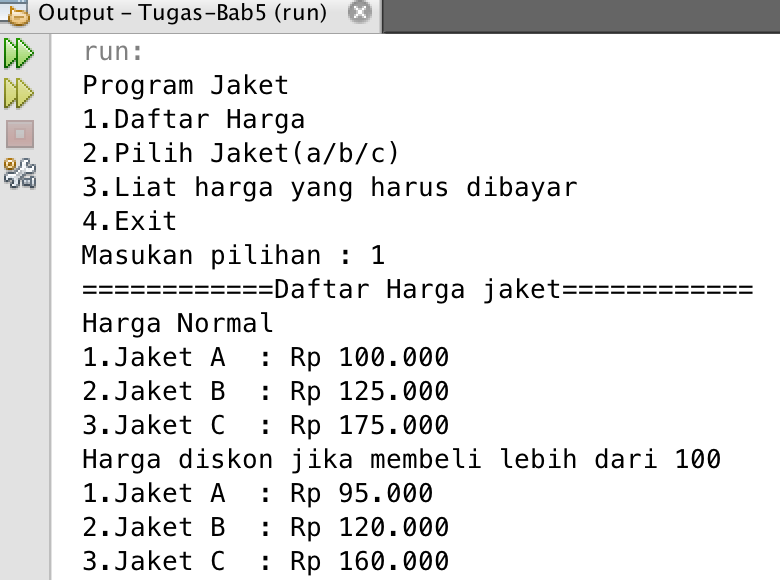 Output – Tugas–Bab5 (run)
run:
Program Jaket
1.Daftar Harga
2.Pilih Jaket(a/b/c)
3.Liat harga yang harus dibayar
4.Exit
Masukan pilihan : 1
============Daftar Harga jaket============
Harga Normal
1.Jaket A  : Rp 100.000
2.Jaket B  : Rp 125.000
3.Jaket C  : Rp 175.000
Harga diskon jika membeli lebih dari 100
1.Jaket A  : Rp 95.000
2.Jaket B  : Rp 120.000
3.Jaket C  : Rp 160.000